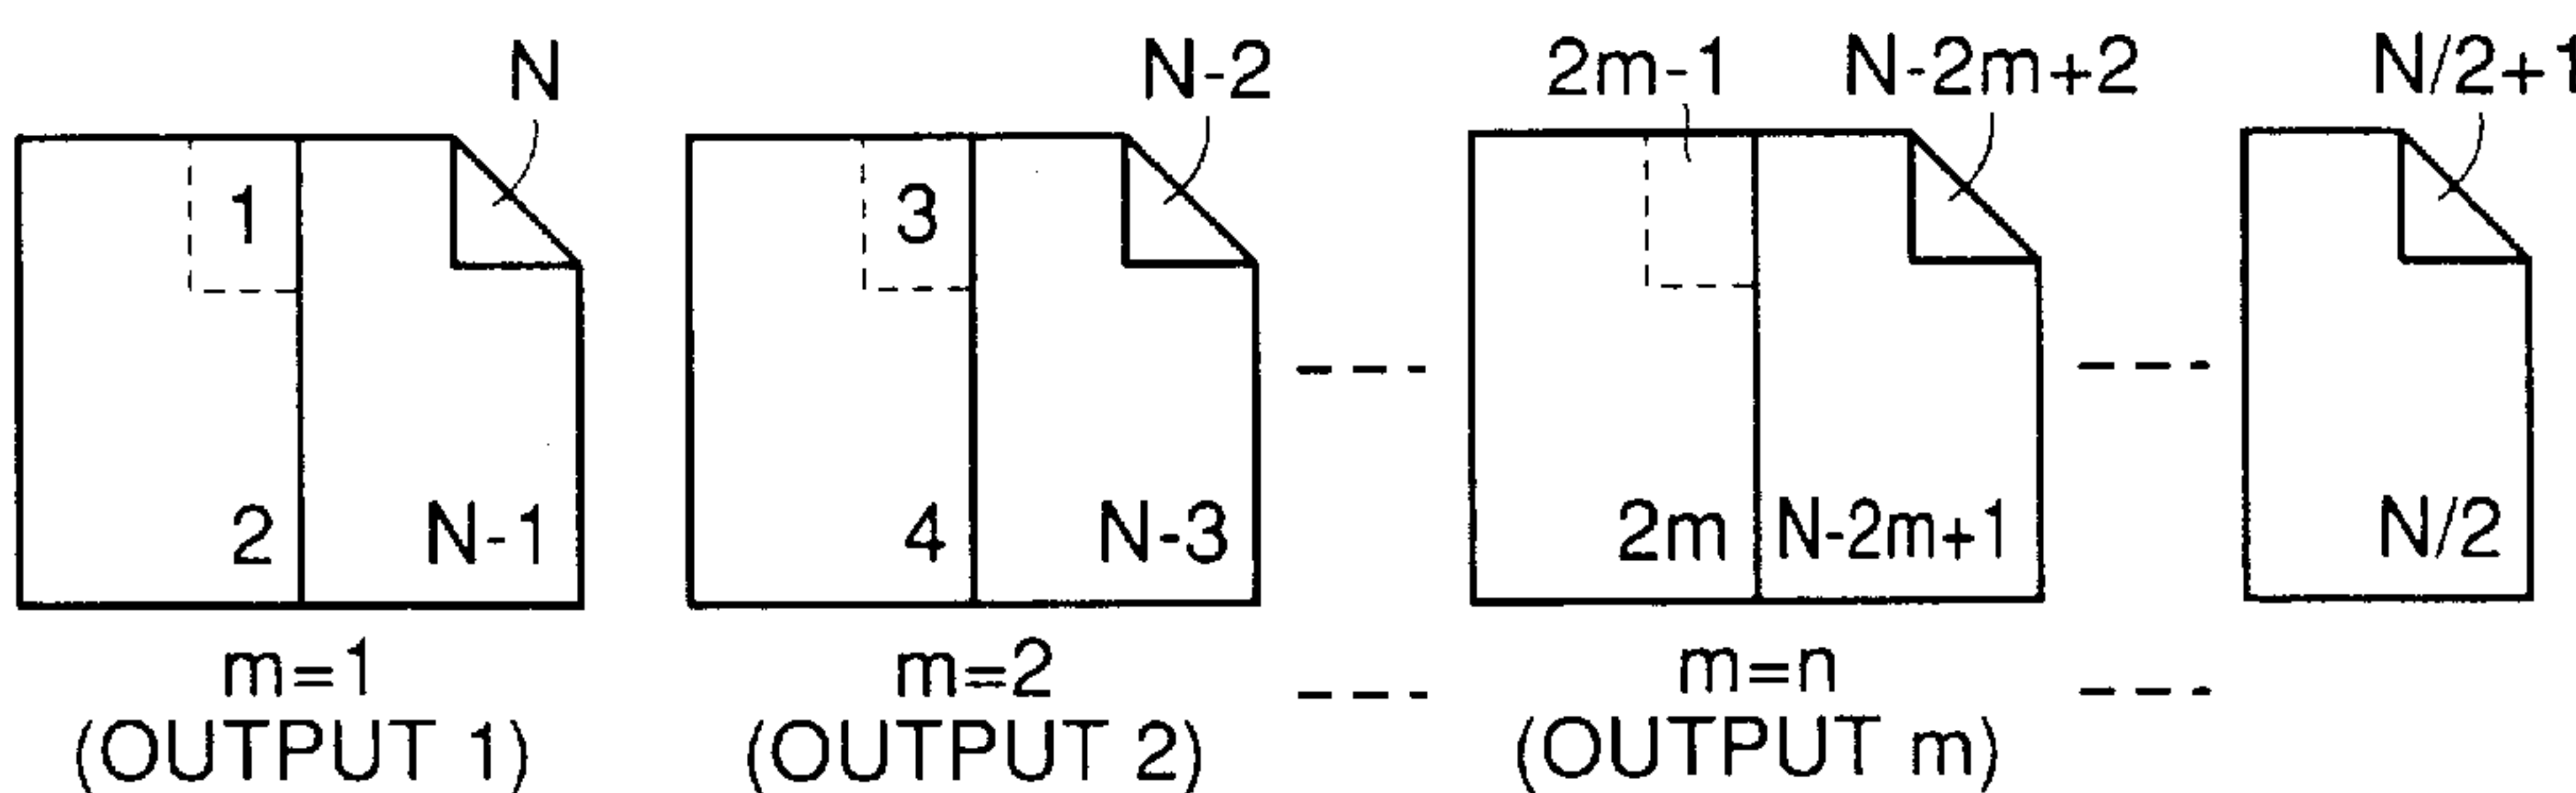 N N-2 2m-1 N-2m+2 N/2+1
1 3
2 N-1 4 N-3 2m N-2m+1 N/2
m=1 m=2 m=n
(OUTPUT 1) (OUTPUT 2) (OUTPUT m)